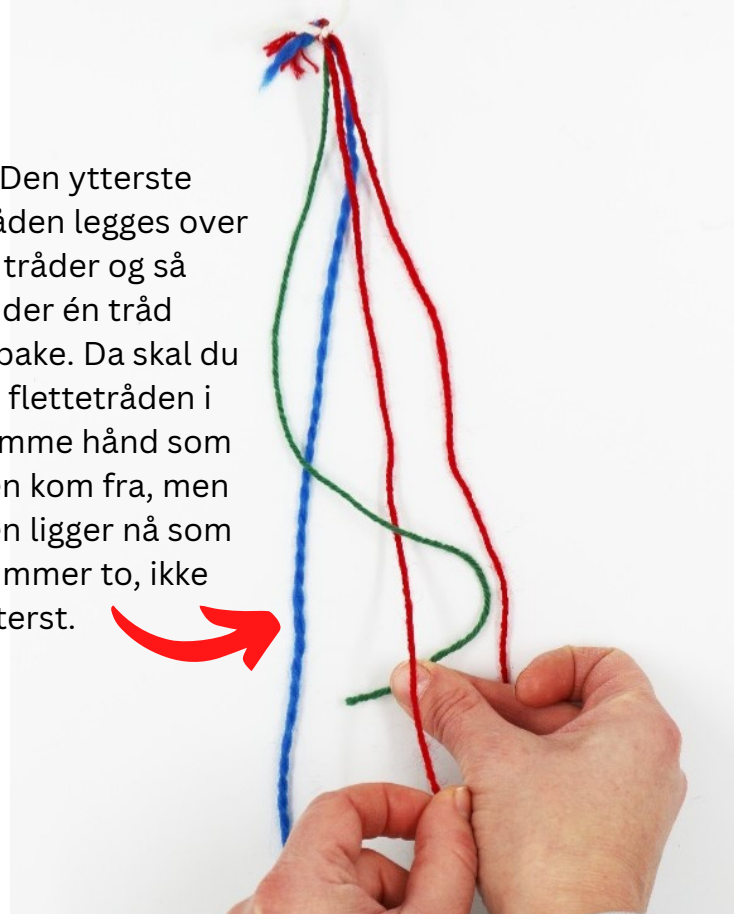 Den ytterste
åden legges over
tråder og så
der én tråd
bake. Da skal du
flettetråden i
mme hånd som
n kom fra, men
n ligger nå som
mmer to, ikke
terst.